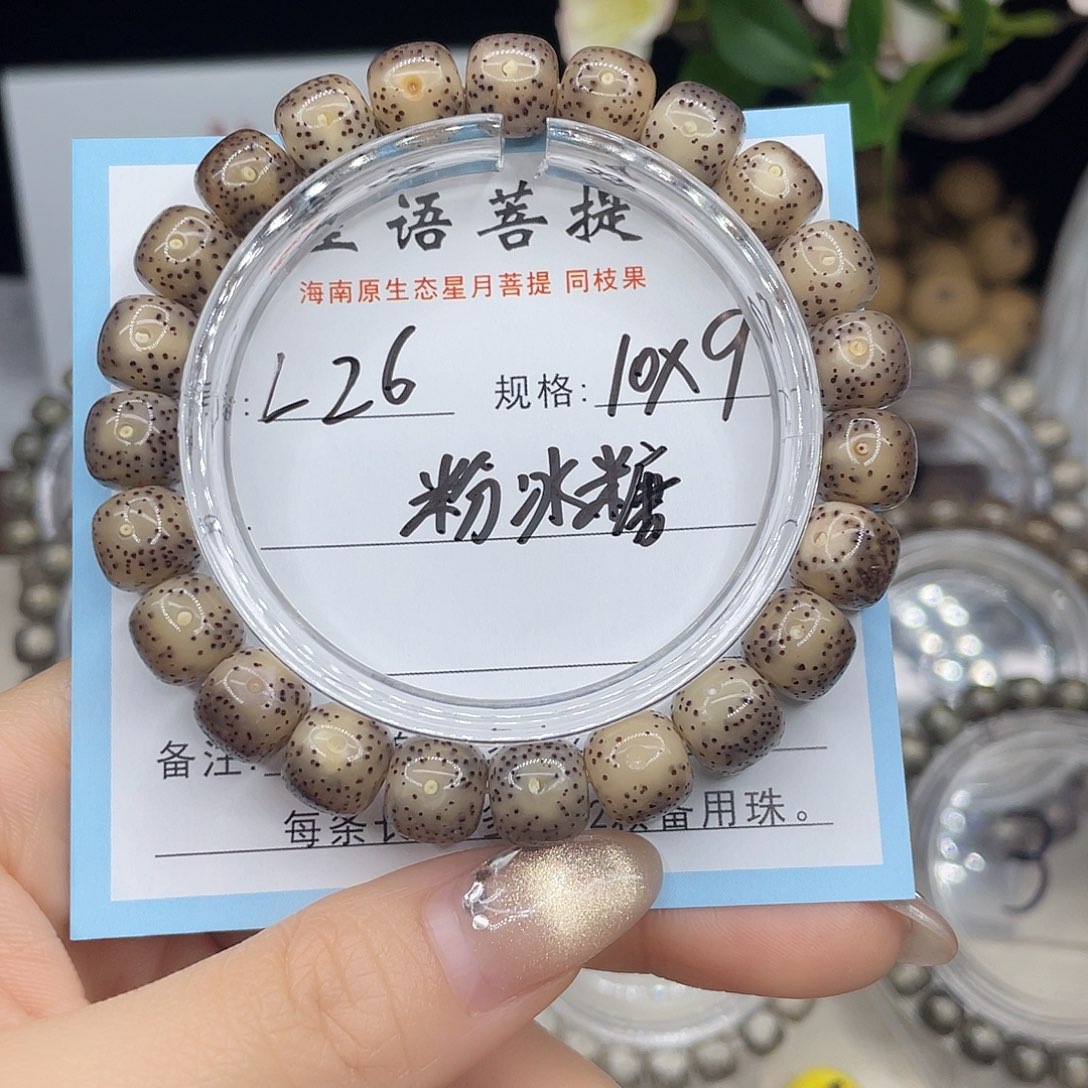 语菩提
海南原生态星月菩提 同枝果
: L26 规格: 10X9
粉冰糖
备注:
每条 备用珠。
3